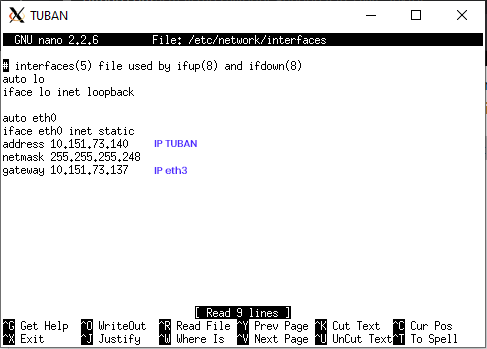 TUBAN
GNU nano 2.2.6 File: /etc/network/interfaces
# interfaces(5) file used by ifup(8) and ifdown(8)
auto lo
iface lo inet loopback
auto eth0
iface eth0 inet static
address 10.151.73.140 IP TUBAN
netmask 255.255.255.248
gateway 10.151.73.137 IP eth3
[ Read 9 lines ]
^G Get Help ^O WriteOut ^R Read File ^Y Prev Page ^K Cut Text ^C Cur Pos
^X Exit ^J Justify ^W Where Is ^V Next Page ^U UnCut Text ^T To Spell